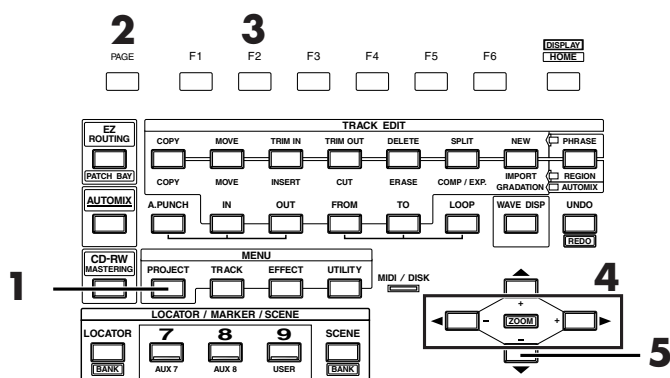 2 3
PAGE F1 F2 F3 F4 F5 F6 DISPLAY
HOME
TRACK EDIT
EZ
ROUTING
COPY MOVE TRIM IN TRIM OUT DELETE SPLIT NEW PHRASE
PATCH BAY
COPY MOVE INSERT CUT ERASE COMP / EXP. IMPORT REGION
GRADATION AUTOMIX
AUTOMIX
A.PUNCH IN OUT FROM TO LOOP WAVE DISP UNDO
REDO
CD-RW
MASTERING
MENU
PROJECT TRACK EFFECT UTILITY
MIDI / DISK
1
4
+
- ZOOM +
-
5
LOCATOR / MARKER / SCENE
LOCATOR 7 8 9 SCENE
BANK AUX 7 AUX 8 USER BANK